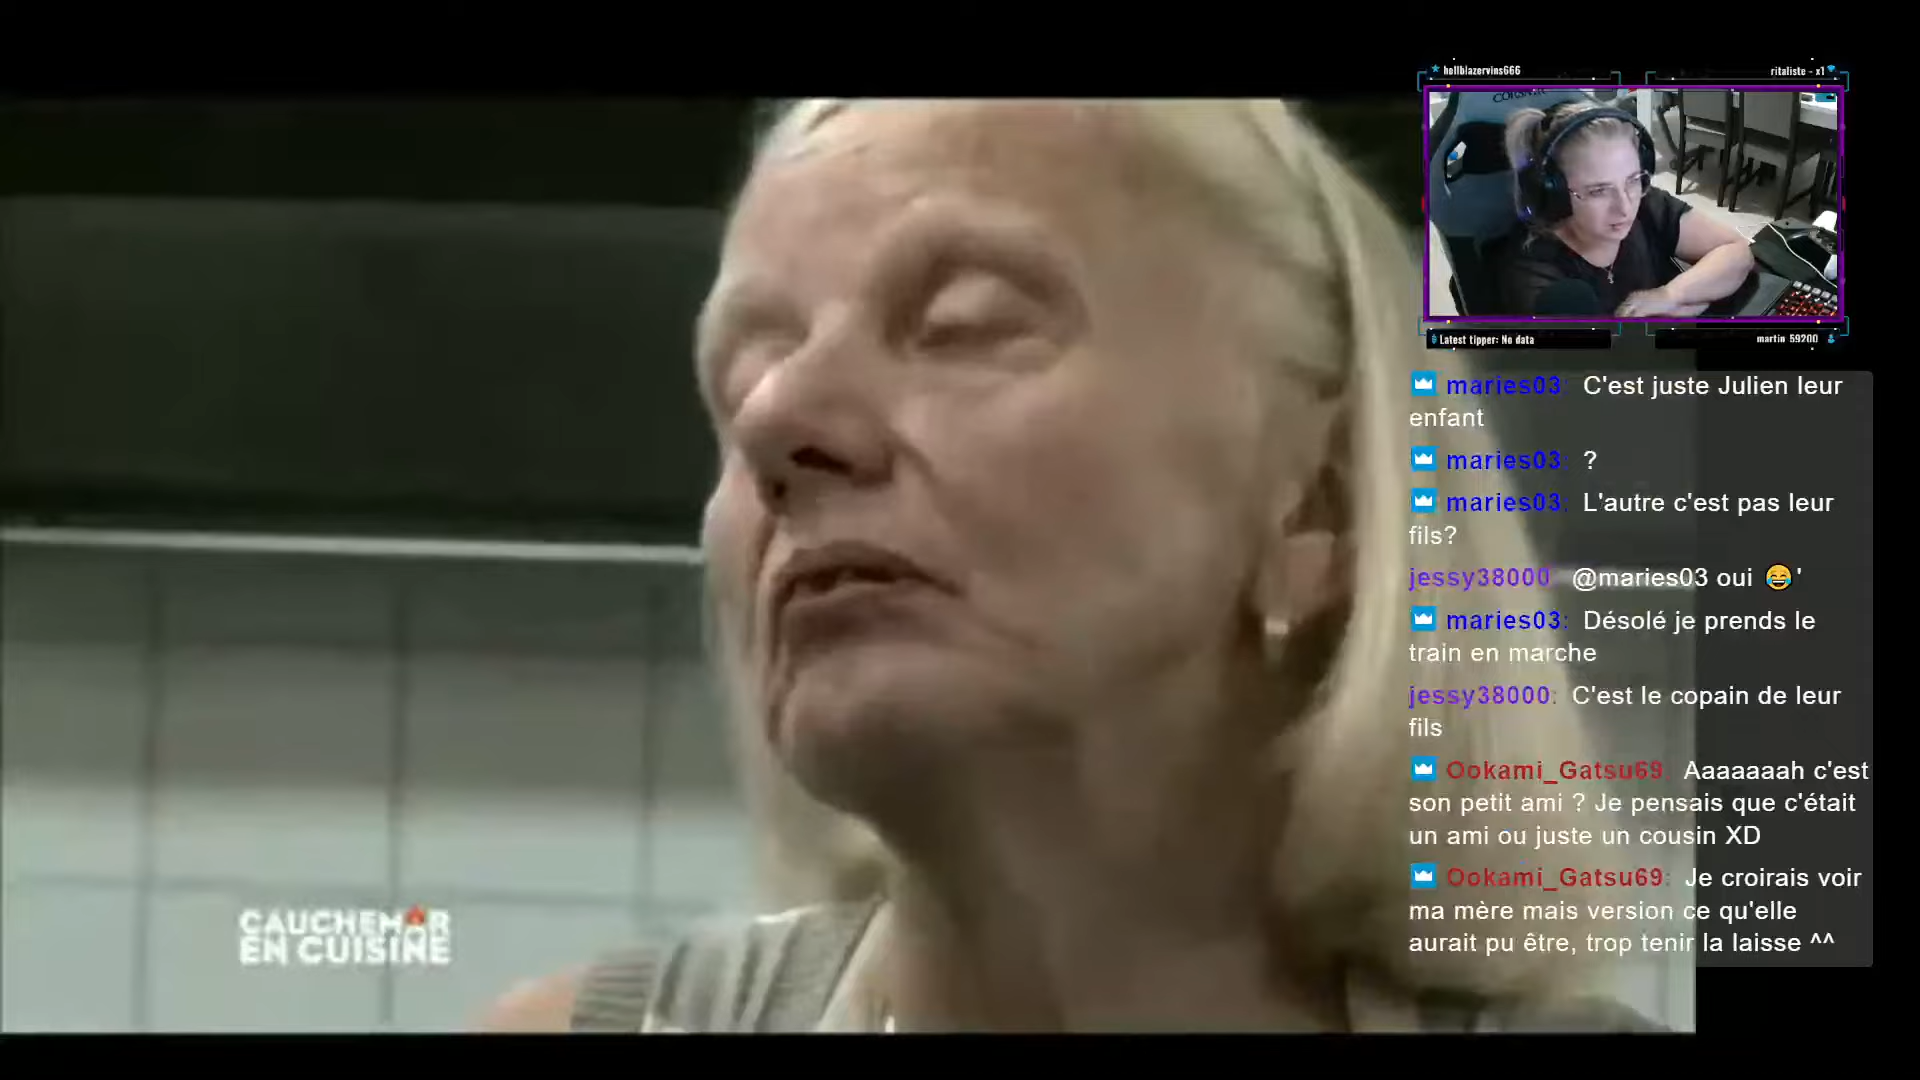 hollblazervins666
ritaliste - x1
CORSAIR
Latest tipper: No data
martin_59200
maries03: C'est juste Julien leur
enfant
maries03: ?
maries03: L'autre c'est pas leur
fils?
jessy38000: @maries03 oui 😂'
maries03: Désolé je prends le
train en marche
jessy38000: C'est le copain de leur
fils
Ookami_Gatsu69: Aaaaaaah c'est
son petit ami ? Je pensais que c'était
un ami ou juste un cousin XD
Ookami_Gatsu69: Je croirais voir
ma mère mais version ce qu'elle
aurait pu être, trop tenir la laisse ^^
CAUCHEMAR
EN CUISINE